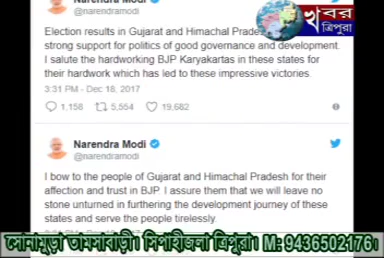 @narendramodi
খবর
ত্রিপুরা
Election results in Gujarat and Himachal Prades
strong support for politics of good governance and development.
I salute the hardworking BJP Karyakartas in these states for
their hardwork which has led to these impressive victories.
3:31 PM - Dec 18, 2017
1,158 5,554 19,682
Narendra Modi
@narendramodi
I bow to the people of Gujarat and Himachal Pradesh for their
affection and trust in BJP. I assure them that we will leave no
stone unturned in furthering the development journey of these
states and serve the people tirelessly.
সোনামুড়া তামসাবাড়ী। সিপাহীজলা ত্রিপুরা। M: 9436502176।